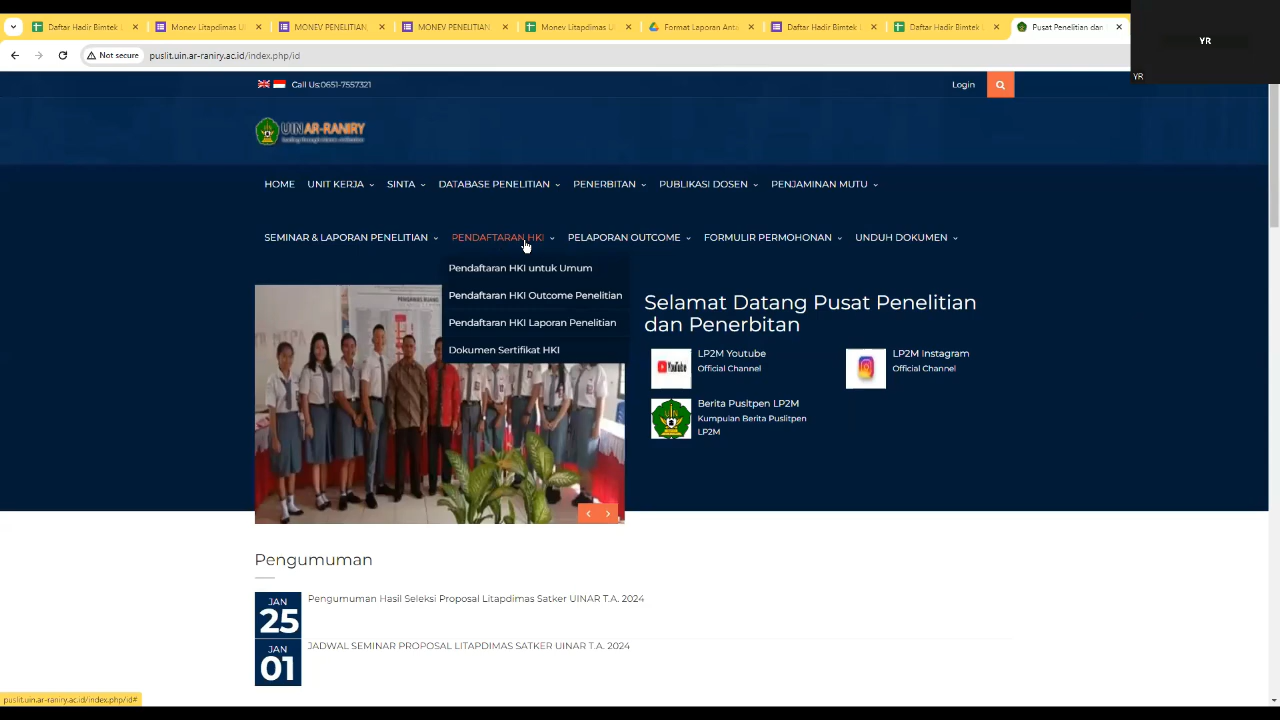 Daftar Hadir Bimtek
Monev Litapdimas U
MONEV PENELITIAN,
MONEV PENELITIAN
Monev Litapdimas U
Format Laporan Anta
Daftar Hadir Bimtek
Daftar Hadir Bimtek
Pusat Penelitian dan
YR
YR
Not secure
puslit.uin.ar-raniry.ac.id/index.php/id
Call Us:0651-7557321
Login
UIN AR-RANIRY
HOME
UNIT KERJA
SINTA
DATABASE PENELITIAN
PENERBITAN
PUBLIKASI DOSEN
PENJAMINAN MUTU
SEMINAR & LAPORAN PENELITIAN
PENDAFTARAN HKI
PELAPORAN OUTCOME
FORMULIR PERMOHONAN
UNDUH DOKUMEN
Pendaftaran HKI untuk Umum
Pendaftaran HKI Outcome Penelitian
Pendaftaran HKI Laporan Penelitian
Dokumen Sertifikat HKI
Selamat Datang Pusat Penelitian
dan Penerbitan
YouTube
LP2M Youtube
Official Channel
LP2M Instagram
Official Channel
Berita Pusltpen LP2M
Kumpulan Berita Puslitpen
LP2M
Pengumuman
JAN
25
Pengumuman Hasil Seleksi Proposal Litapdimas Satker UINAR T.A. 2024
JAN
01
JADWAL SEMINAR PROPOSAL LITAPDIMAS SATKER UINAR T.A. 2024
puslit.uin.ar-raniry.ac.id/index.php/id#